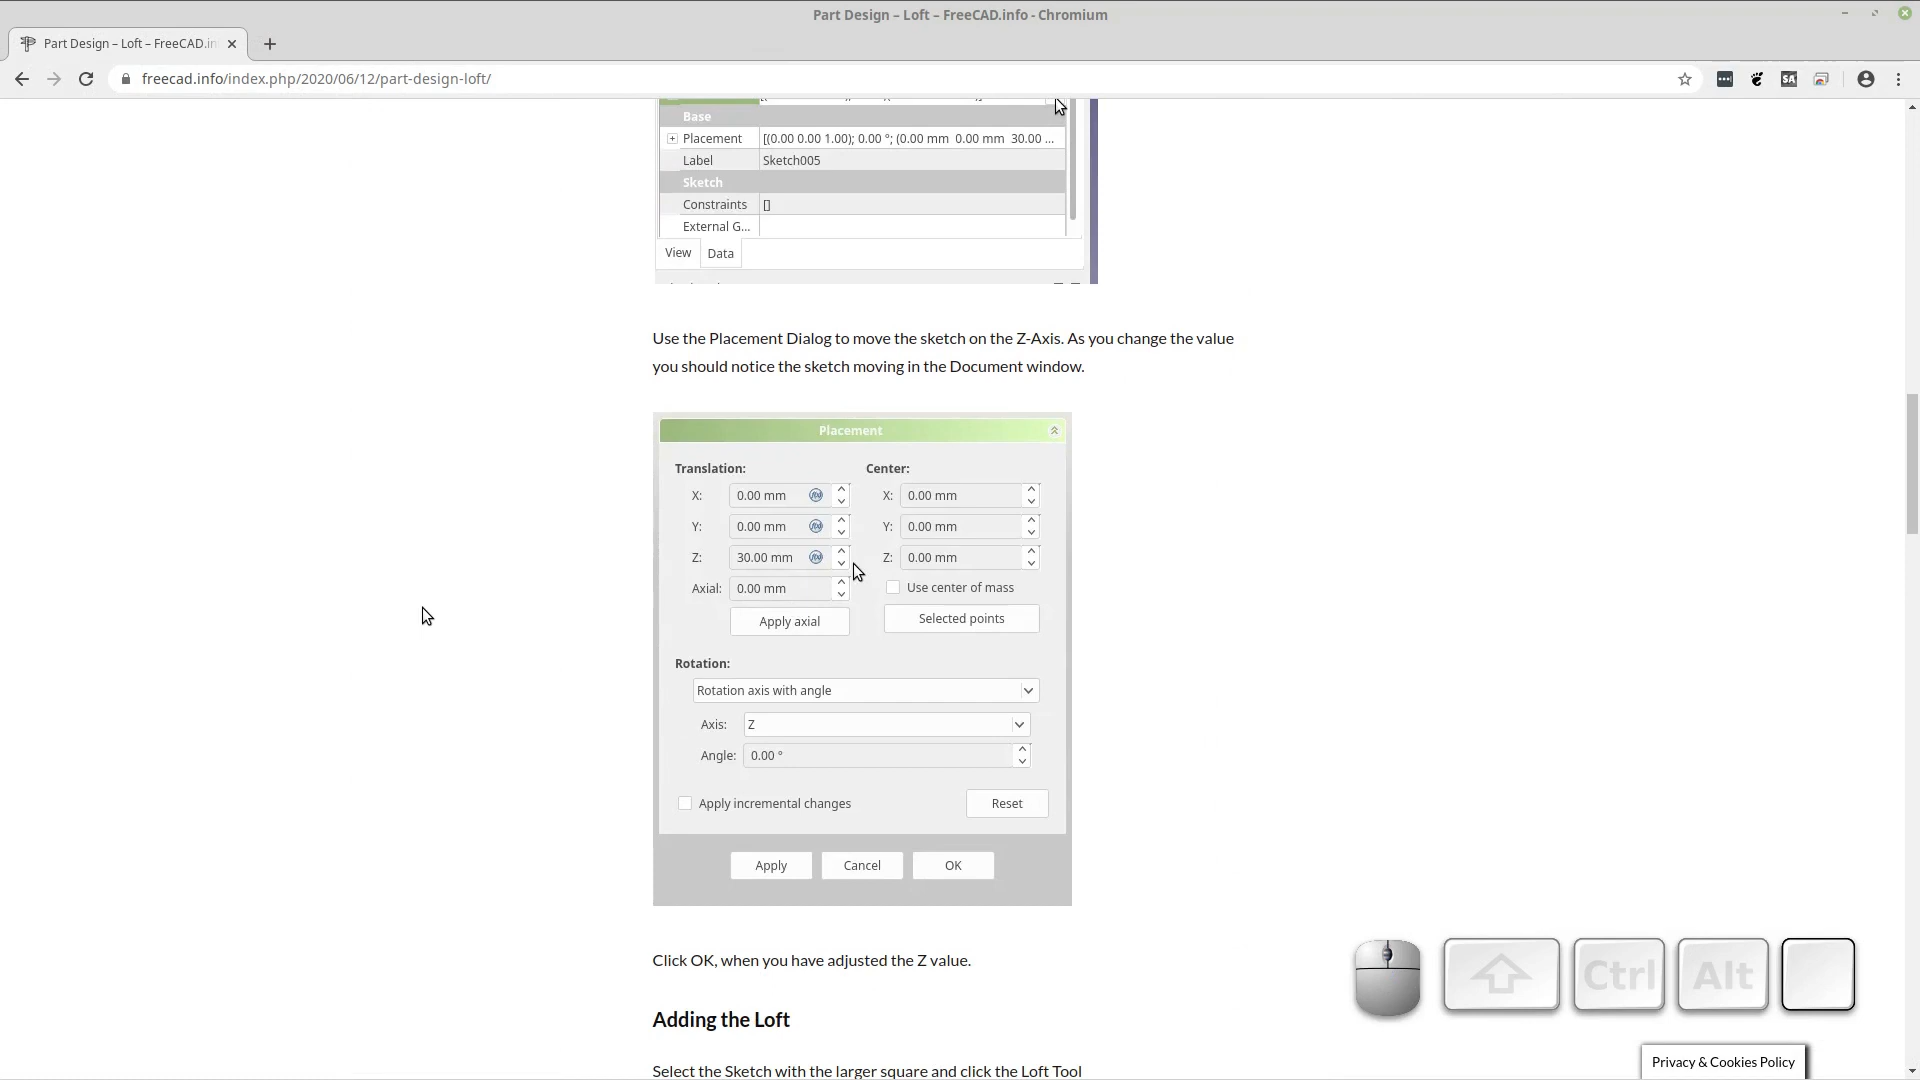 Part Design – Loft – FreeCAD.info - Chromium
Part Design – Loft – FreeCAD.in
freecad.info/index.php/2020/06/12/part-design-loft/
SA
Base
Placement [(0.00 0.00 1.00); 0.00 °; (0.00 mm 0.00 mm 30.00 ...
Label Sketch005
Sketch
Constraints []
External G...
View Data
Use the Placement Dialog to move the sketch on the Z-Axis. As you change the value
you should notice the sketch moving in the Document window.
Placement
Translation: Center:
X: 0.00 mm X: 0.00 mm
Y: 0.00 mm Y: 0.00 mm
Z: 30.00 mm Z: 0.00 mm
Axial: 0.00 mm Use center of mass
Apply axial Selected points
Rotation:
Rotation axis with angle
Axis: Z
Angle: 0.00 °
Apply incremental changes Reset
Apply Cancel OK
Click OK, when you have adjusted the Z value.
Ctrl Alt
Adding the Loft
Privacy & Cookies Policy
Select the Sketch with the larger square and click the Loft Tool